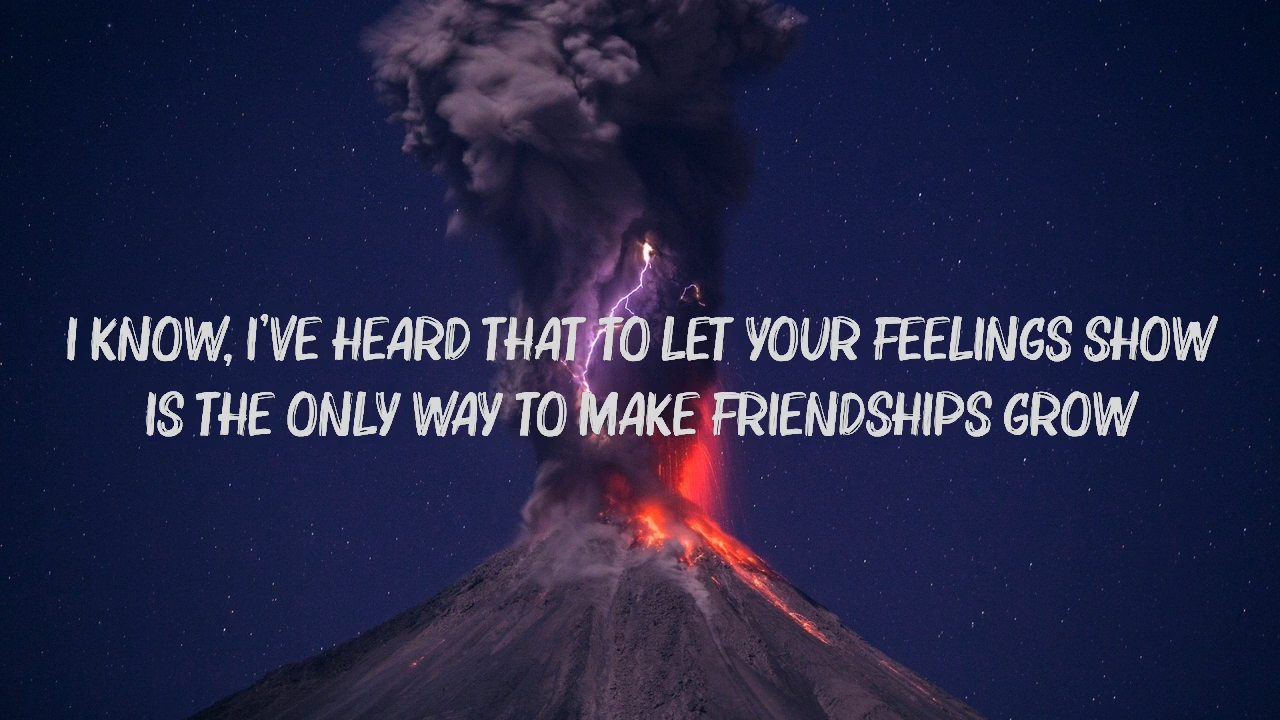 I KNOW, I'VE HEARD THAT TO LET YOUR FEELINGS SHOW
IS THE ONLY WAY TO MAKE FRIENDSHIPS GROW